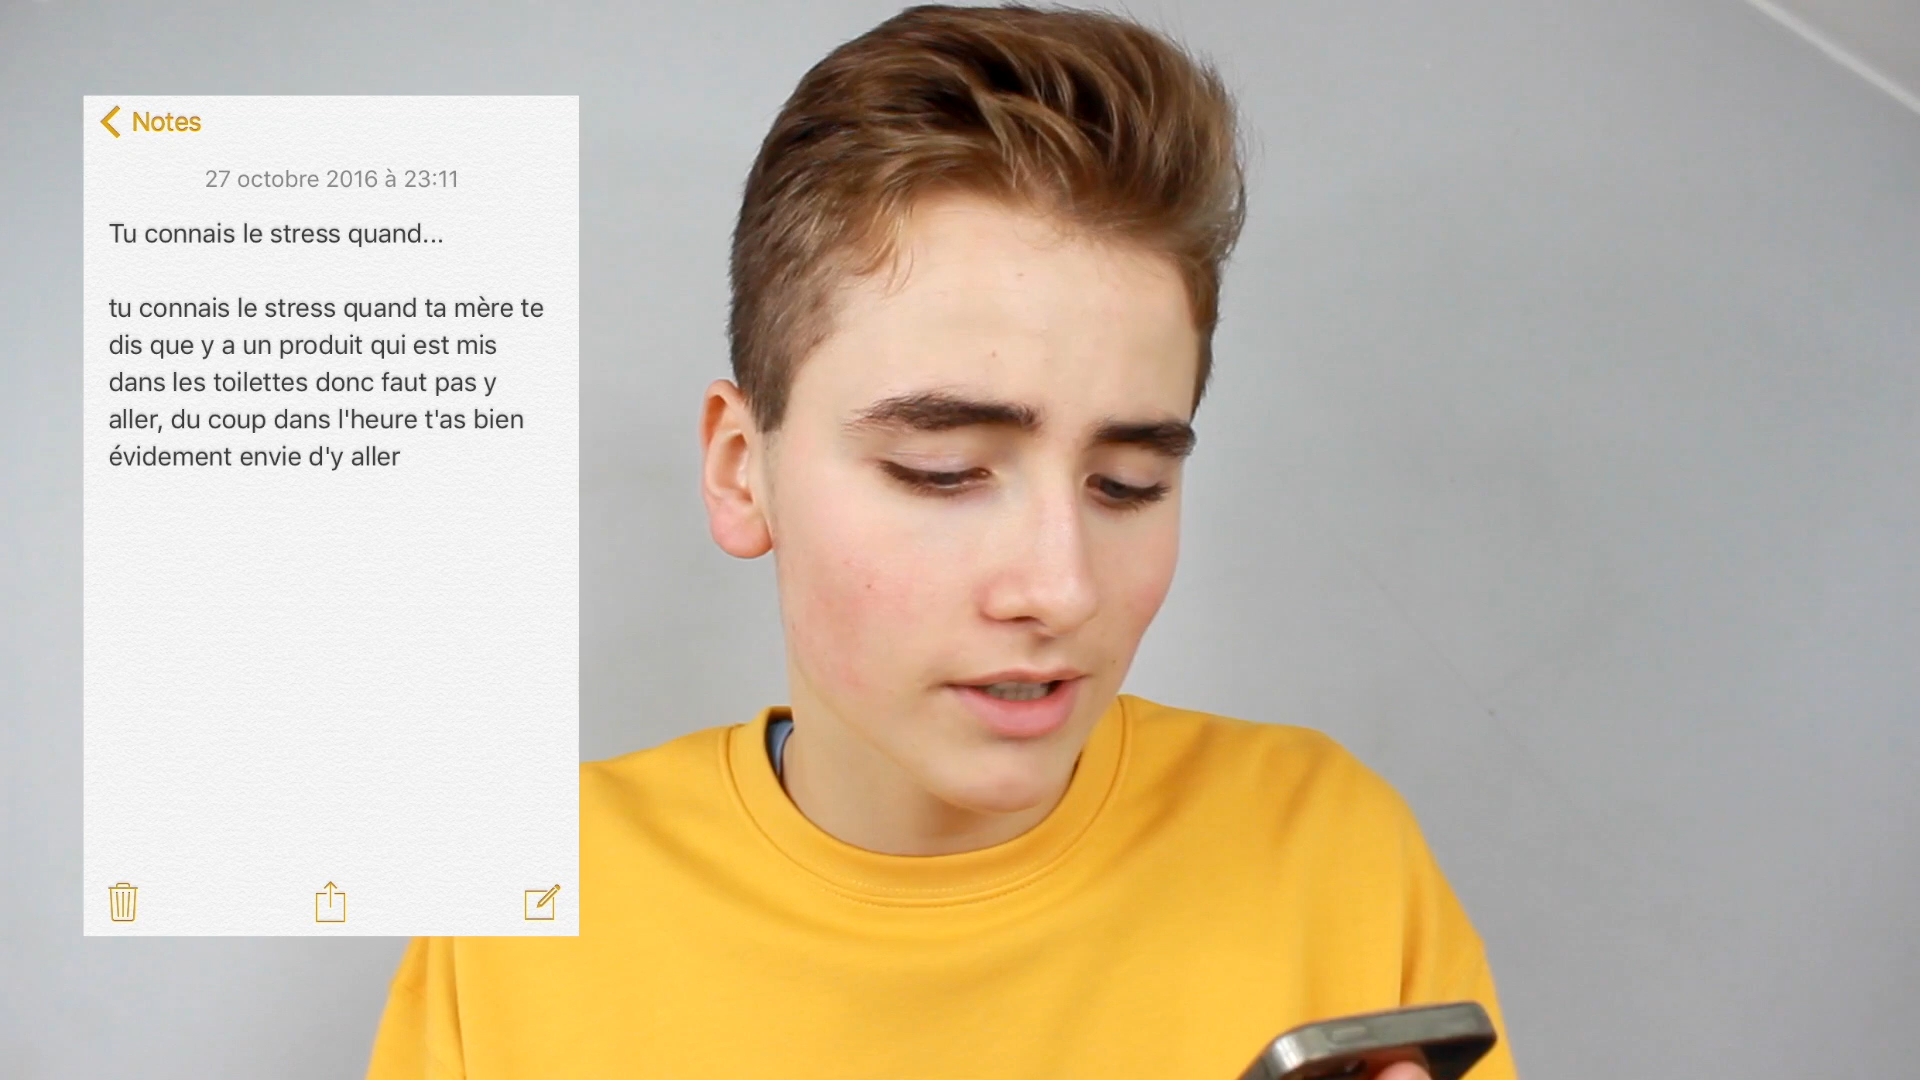 Notes
27 octobre 2016 à 23:11
Tu connais le stress quand...
tu connais le stress quand ta mère te
dis que y a un produit qui est mis
dans les toilettes donc faut pas y
aller, du coup dans l'heure t'as bien
évidement envie d'y aller